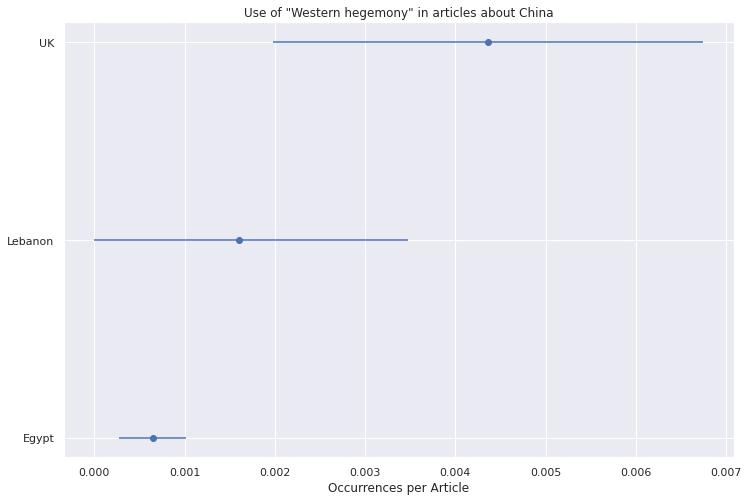 Use of "Western hegemony" in articles about China
UK
Lebanon
Egypt
0.000 0.001 0.002 0.003 0.004 0.005 0.006 0.007
Occurrences per Article